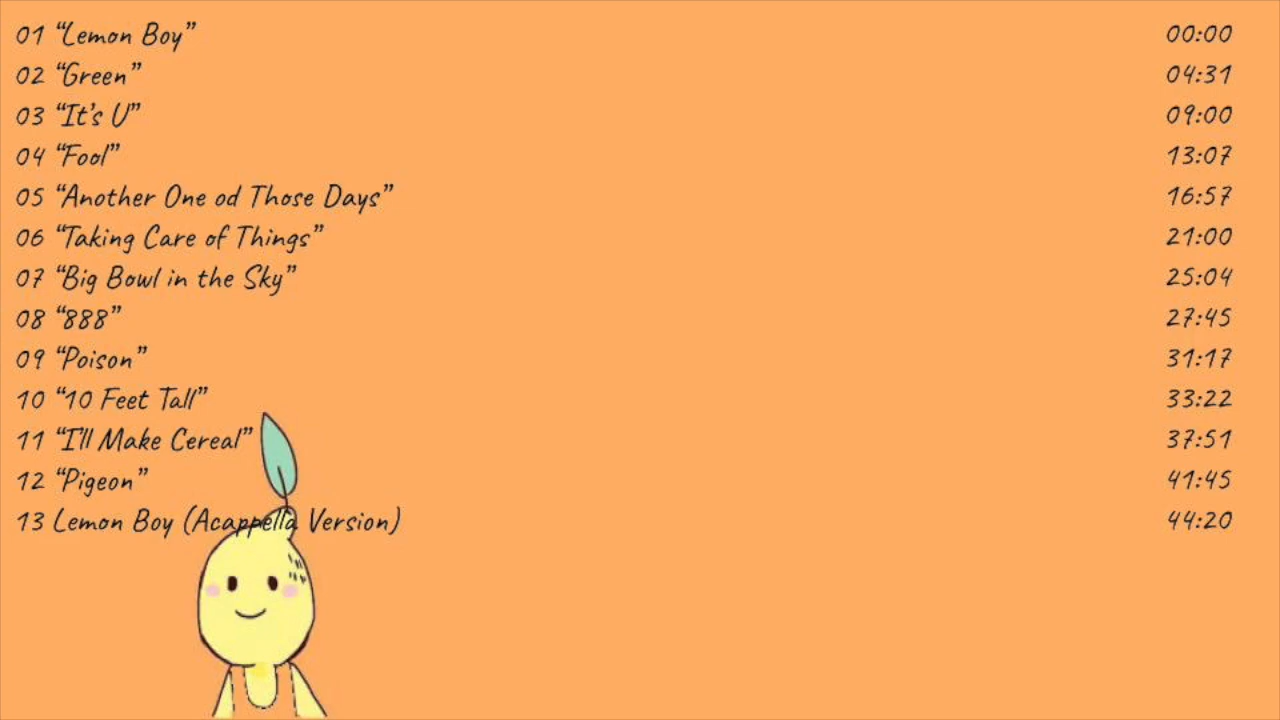 01 “Lemon Boy” 00:00
02 “Green” 04:31
03 “It’s U” 09:00
04 “Fool” 13:07
05 “Another One od Those Days” 16:57
06 “Taking Care of Things” 21:00
07 “Big Bowl in the Sky” 25:04
08 “888” 27:45
09 “Poison” 31:17
10 “10 Feet Tall” 33:22
11 “I’ll Make Cereal” 37:51
12 “Pigeon” 41:45
13 Lemon Boy (Acappella Version) 44:20